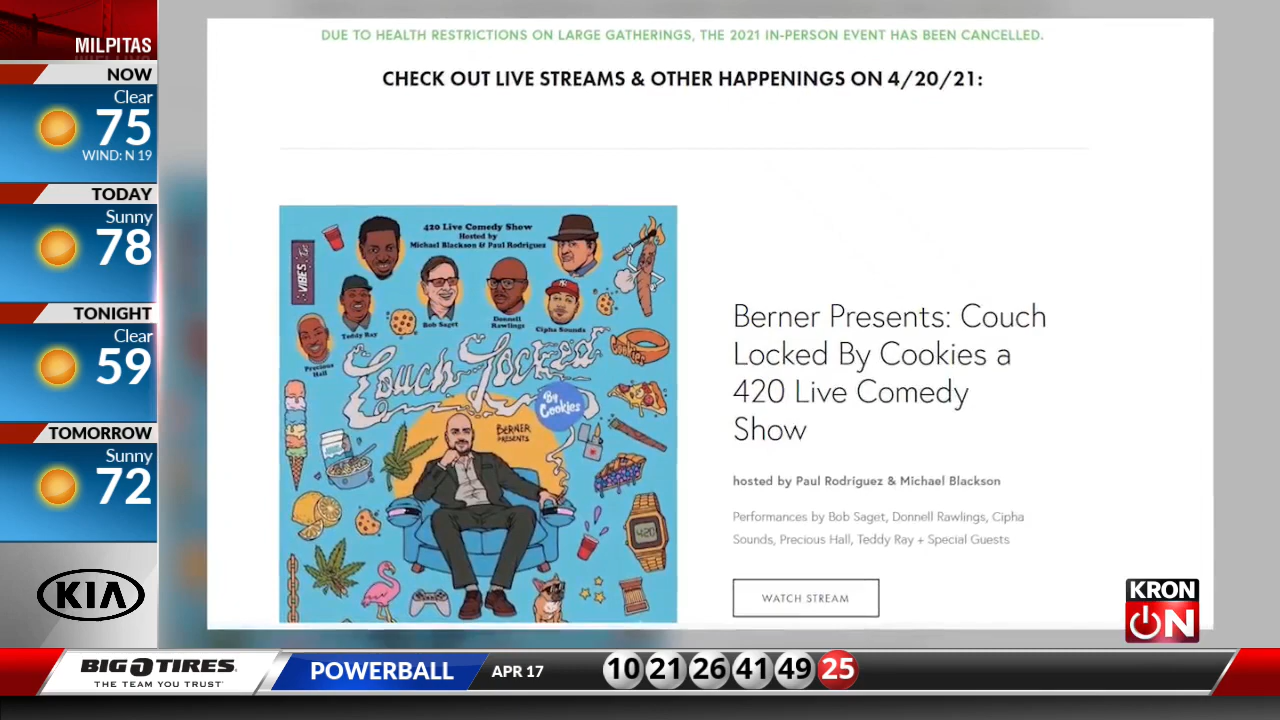 MILPITAS
NOW
Clear
75
WIND: N 19
TODAY
Sunny
78
TONIGHT
Clear
59
TOMORROW
Sunny
72
KIA
DUE TO HEALTH RESTRICTIONS ON LARGE GATHERINGS, THE 2021 IN-PERSON EVENT HAS BEEN CANCELLED.
CHECK OUT LIVE STREAMS & OTHER HAPPENINGS ON 4/20/21:
420 Live Comedy Show
Hosted by
Michael Blackson & Paul Rodriguez
VIBES
Teddy Ray
Bob Saget
Donnell
Rawlings
Cipha Sounds
Precious
Hall
Couch Locked
By
Cookies
BERNER
PRESENTS
420
Berner Presents: Couch
Locked By Cookies a
420 Live Comedy
Show
hosted by Paul Rodriguez & Michael Blackson
Performances by Bob Saget, Donnell Rawlings, Cipha
Sounds, Precious Hall, Teddy Ray + Special Guests
WATCH STREAM
KRON
ON
BIG O TIRES
THE TEAM YOU TRUST
POWERBALL
APR 17
10 21 26 41 49 25